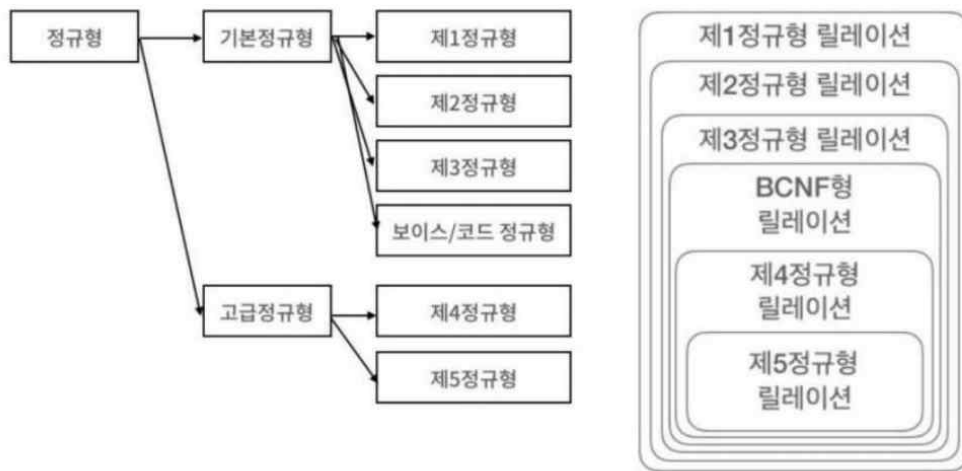 정규형
기본정규형
제1정규형
제2정규형
제3정규형
보이스/코드 정규형
고급정규형
제4정규형
제5정규형
제1정규형 릴레이션
제2정규형 릴레이션
제3정규형 릴레이션
BCNF형
릴레이션
제4정규형
릴레이션
제5정규형
릴레이션